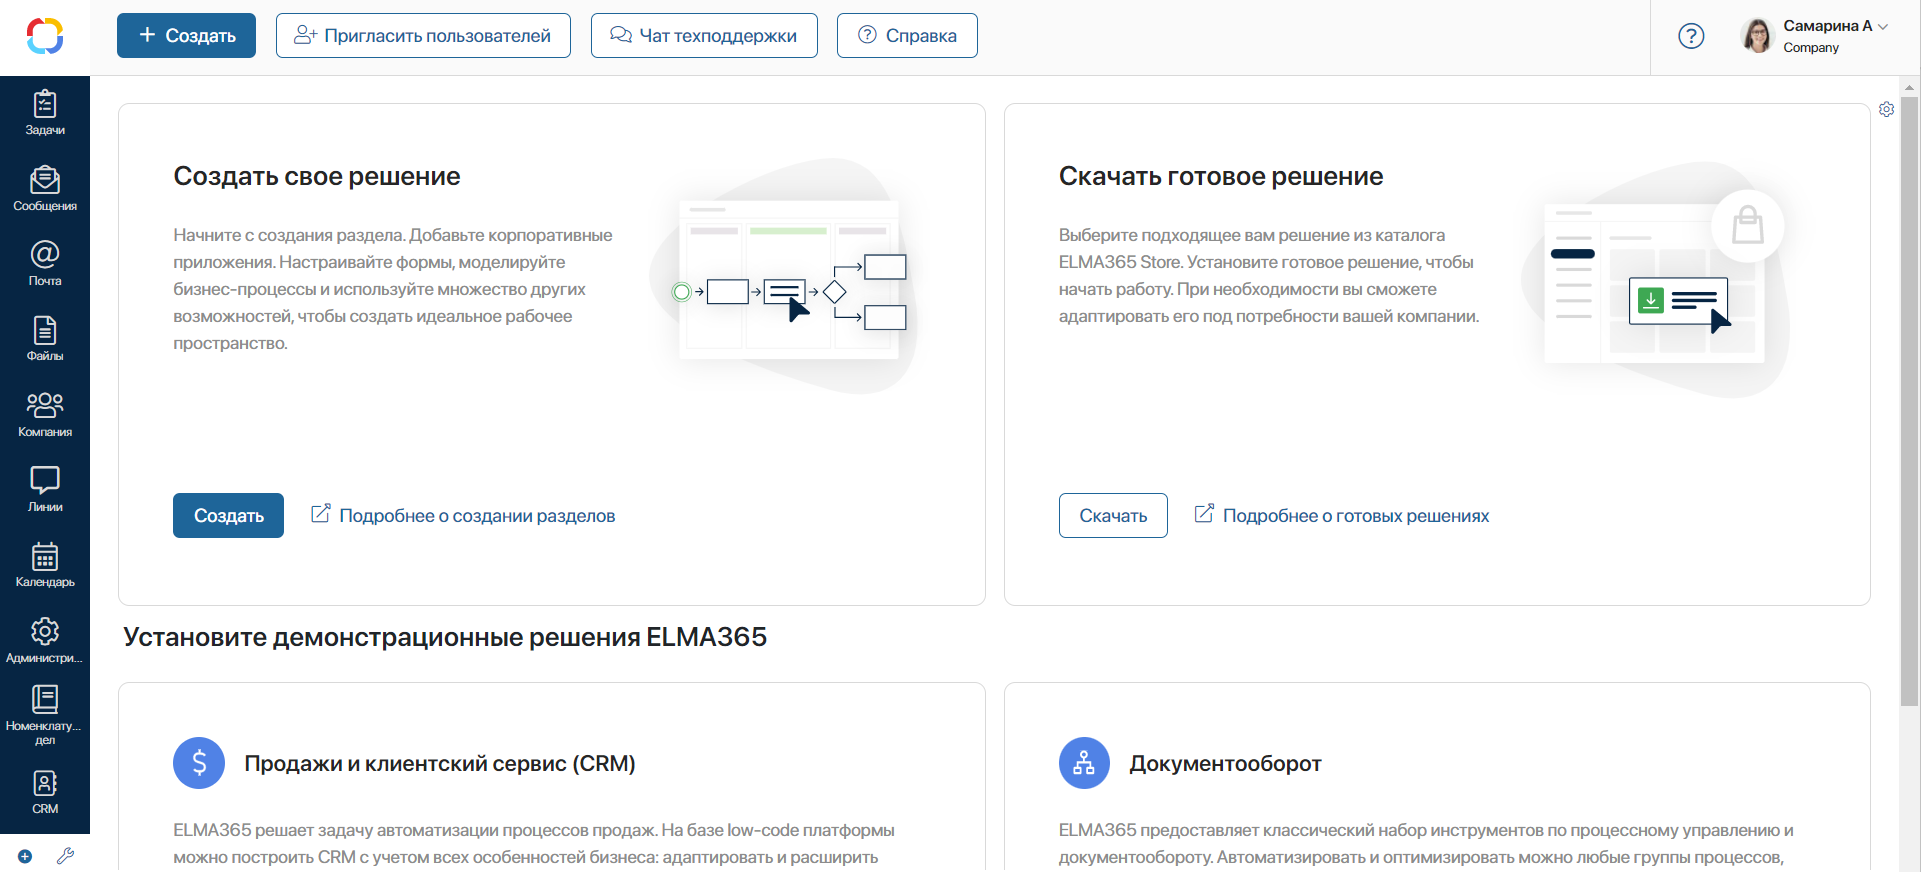 Создать
Пригласить пользователей
Чат техподдержки
Справка
Самарина А
Company
Задачи
Сообщения
Почта
Файлы
Компания
Линии
Календарь
Администри...
Номенклату...
дел
CRM
Создать свое решение
Начните с создания раздела. Добавьте корпоративные
приложения. Настраивайте формы, моделируйте
бизнес-процессы и используйте множество других
возможностей, чтобы создать идеальное рабочее
пространство.
Создать
Подробнее о создании разделов
Скачать готовое решение
Выберите подходящее вам решение из каталога
ELMA365 Store. Установите готовое решение, чтобы
начать работу. При необходимости вы сможете
адаптировать его под потребности вашей компании.
Скачать
Подробнее о готовых решениях
Установите демонстрационные решения ELMA365
Продажи и клиентский сервис (CRM)
ELMA365 решает задачу автоматизации процессов продаж. На базе low-code платформы
можно построить CRM с учетом всех особенностей бизнеса: адаптировать и расширить
Документооборот
ELMA365 предоставляет классический набор инструментов по процессному управлению и
документообороту. Автоматизировать и оптимизировать можно любые группы процессов,